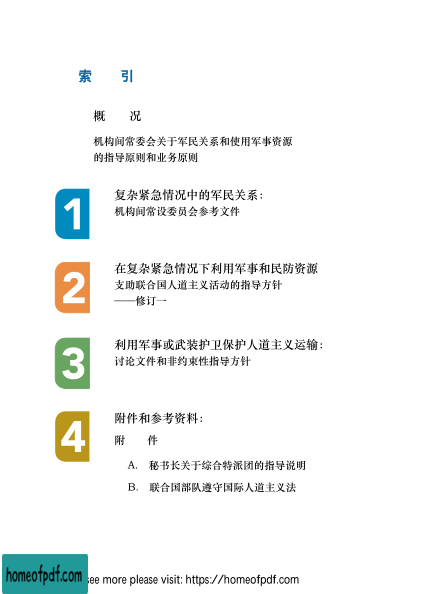 索 引
概 况
机构间常委会关于军民关系和使用军事资源
的指导原则和业务原则
1
复杂紧急情况中的军民关系：
机构间常设委员会参考文件
2
在复杂紧急情况下利用军事和民防资源
支助联合国人道主义活动的指导方针
——修订一
3
利用军事或武装护卫保护人道主义运输：
讨论文件和非约束性指导方针
4
附件和参考资料：
附 件
A. 秘书长关于综合特派团的指导说明
B. 联合国部队遵守国际人道主义法
homeofpdf.com
see more please visit: https://homeofpdf.com